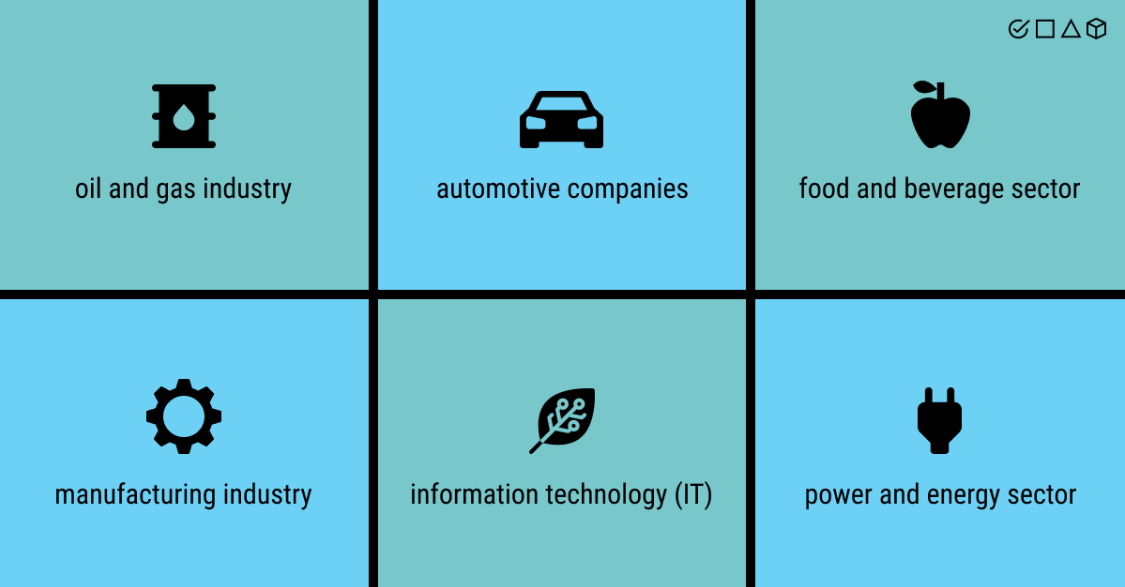 oil and gas industry
automotive companies
food and beverage sector
manufacturing industry
information technology (IT)
power and energy sector